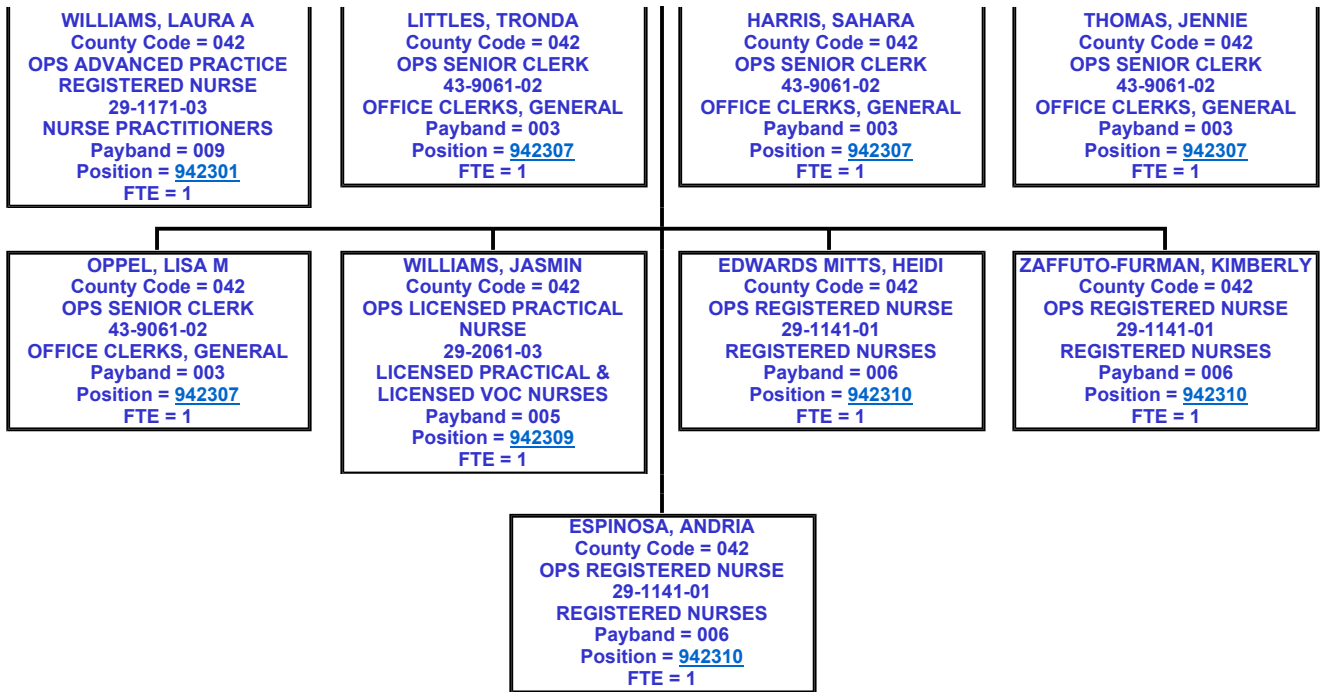 WILLIAMS, LAURA A
County Code = 042
OPS ADVANCED PRACTICE
REGISTERED NURSE
29-1171-03
NURSE PRACTITIONERS
Payband = 009
Position = 942301
FTE = 1
LITTLES, TRONDA
County Code = 042
OPS SENIOR CLERK
43-9061-02
OFFICE CLERKS, GENERAL
Payband = 003
Position = 942307
FTE = 1
HARRIS, SAHARA
County Code = 042
OPS SENIOR CLERK
43-9061-02
OFFICE CLERKS, GENERAL
Payband = 003
Position = 942307
FTE = 1
THOMAS, JENNIE
County Code = 042
OPS SENIOR CLERK
43-9061-02
OFFICE CLERKS, GENERAL
Payband = 003
Position = 942307
FTE = 1
OPPEL, LISA M
County Code = 042
OPS SENIOR CLERK
43-9061-02
OFFICE CLERKS, GENERAL
Payband = 003
Position = 942307
FTE = 1
WILLIAMS, JASMIN
County Code = 042
OPS LICENSED PRACTICAL
NURSE
29-2061-03
LICENSED PRACTICAL &
LICENSED VOC NURSES
Payband = 005
Position = 942309
FTE = 1
EDWARDS MITTS, HEIDI
County Code = 042
OPS REGISTERED NURSE
29-1141-01
REGISTERED NURSES
Payband = 006
Position = 942310
FTE = 1
ZAFFUTO-FURMAN, KIMBERLY
County Code = 042
OPS REGISTERED NURSE
29-1141-01
REGISTERED NURSES
Payband = 006
Position = 942310
FTE = 1
ESPINOSA, ANDRIA
County Code = 042
OPS REGISTERED NURSE
29-1141-01
REGISTERED NURSES
Payband = 006
Position = 942310
FTE = 1